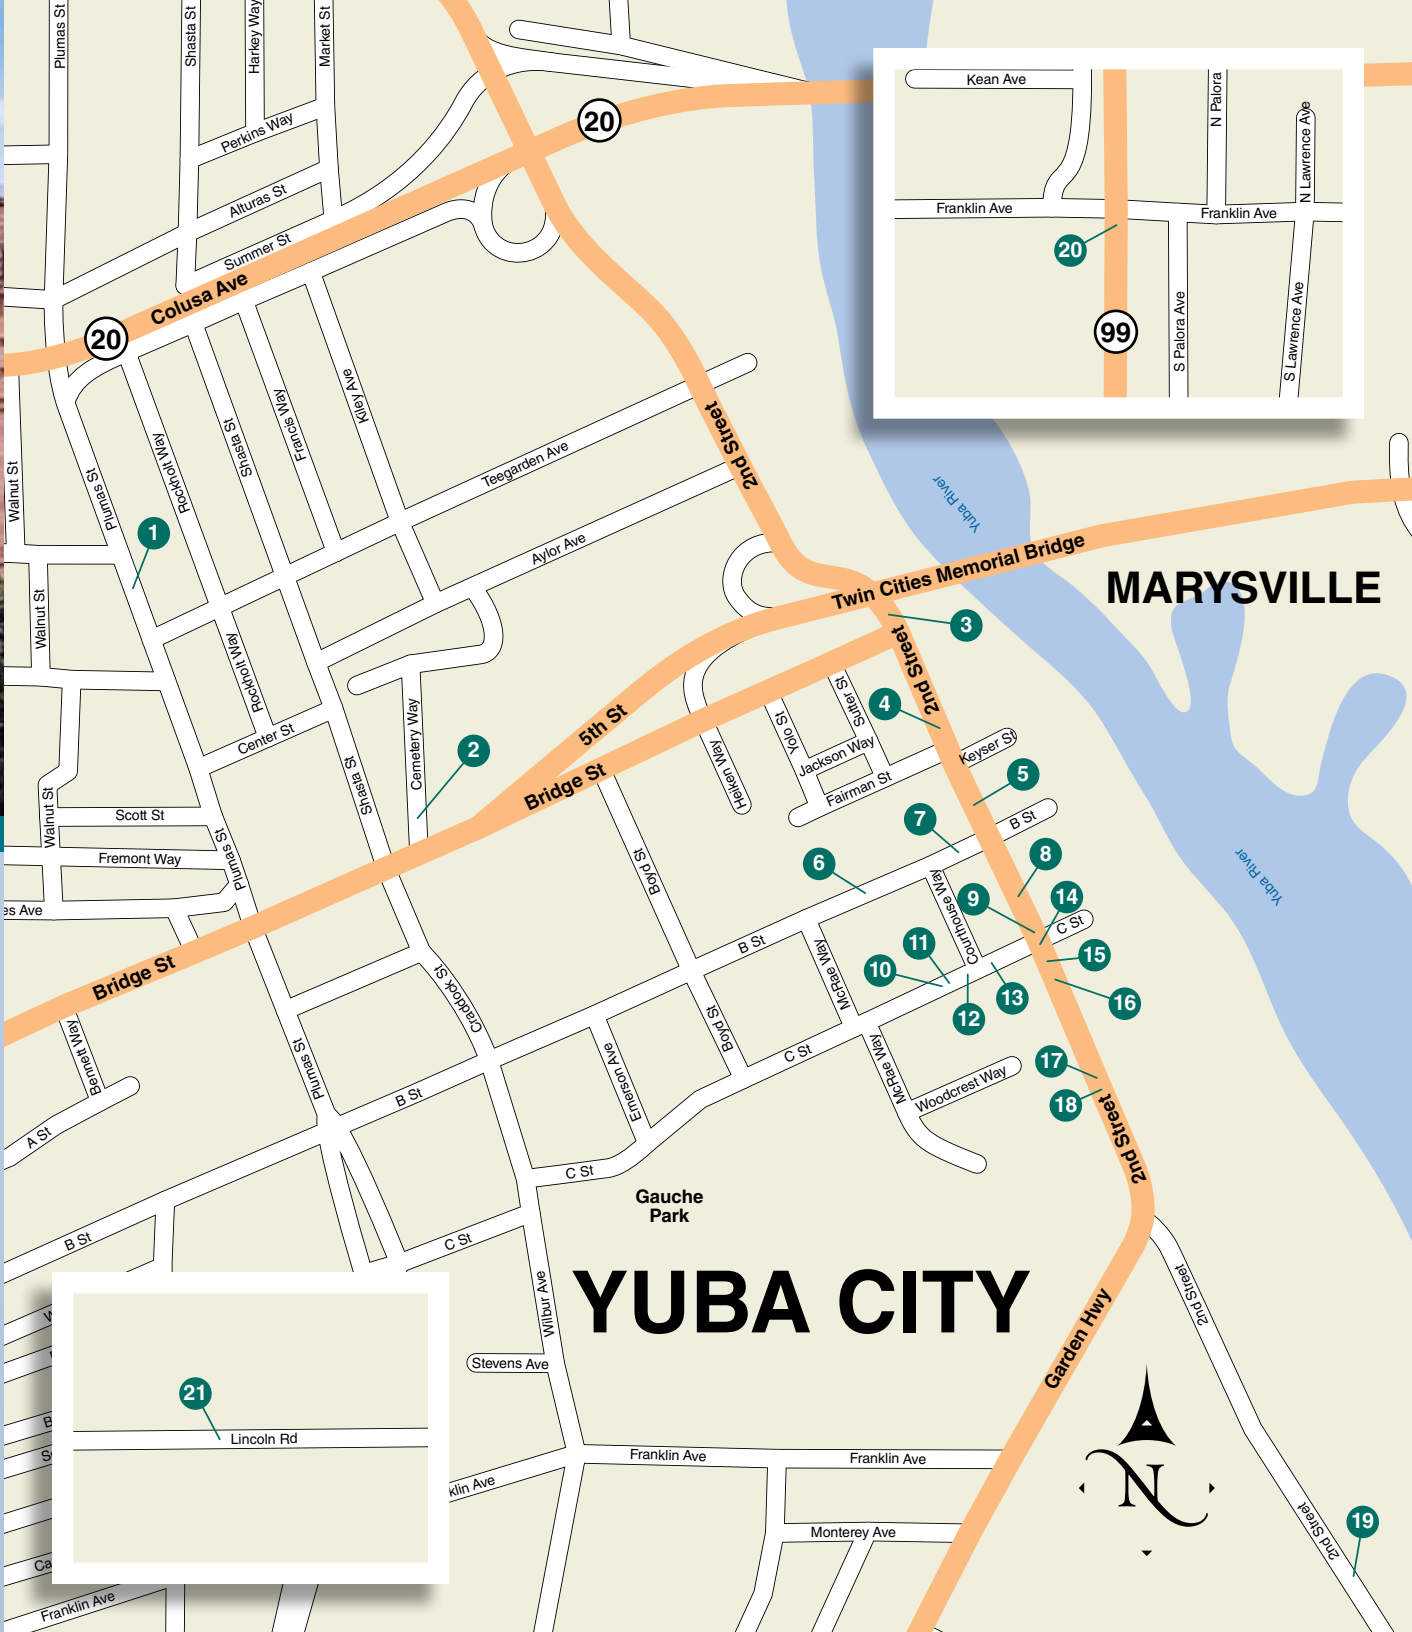 Plumas St
Shasta St
Harkey Way
Market St
Perkins Way
Alturas St
Summer St
Colusa Ave
20
20
Kean Ave
N Palora
N Lawrence Ave
Franklin Ave
Franklin Ave
20
99
S Palora Ave
S Lawrence Ave
Walnut St
Plumas St
Rockholt Way
Shasta St
Francis Way
Kiley Ave
Teegarden Ave
2nd Street
Yuba River
1
Aylor Ave
Twin Cities Memorial Bridge
MARYSVILLE
Walnut St
Rockholt Way
3
2nd Street
Center St
Cemetery Way
2
5th St
Bridge St
Heiken Way
Yolo St
Sutter St
4
Jackson Way
Fairman St
Keyser St
5
Shasta St
Walnut St
Scott St
Fremont Way
Plumas St
es Ave
Boyd St
7
B St
6
8
Yuba River
9
14
Courthouse Way
C St
B St
11
10
McRae Way
15
12
13
16
Bridge St
Craddock St
Boyd St
C St
McRae Way
17
Woodcrest Way
18
2nd Street
Bennett Way
Plumas St
Emerson Ave
B St
A St
C St
Gauche
Park
B St
C St
YUBA CITY
Wilbur Ave
2nd Street
Garden Hwy
Stevens Ave
21
Lincoln Rd
Franklin Ave
Franklin Ave
klin Ave
N
Monterey Ave
2nd Street
19
Ca
Franklin Ave